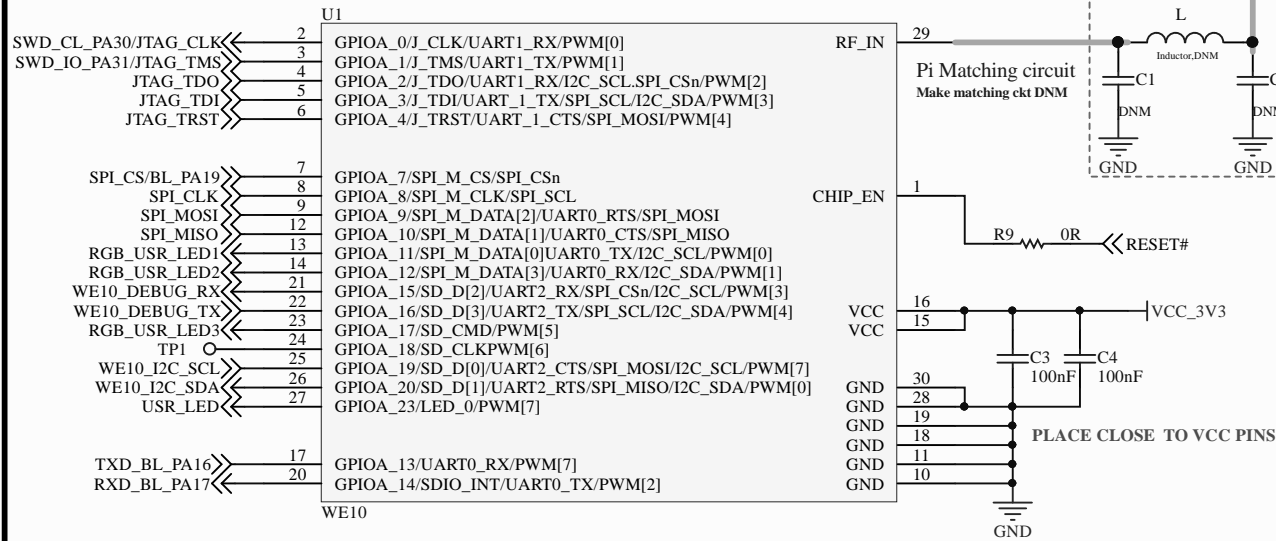 U1
SWD_CL_PA30/JTAG_CLK 2 GPIOA_0/J_CLK/UART1_RX/PWM[0] RF_IN 29
SWD_IO_PA31/JTAG_TMS 3 GPIOA_1/J_TMS/UART1_TX/PWM[1]
JTAG_TDO 4 GPIOA_2/J_TDO/UART1_RX/I2C_SCL.SPI_CSn/PWM[2]
JTAG_TDI 5 GPIOA_3/J_TDI/UART_1_TX/SPI_SCL/I2C_SDA/PWM[3]
JTAG_TRST 6 GPIOA_4/J_TRST/UART_1_CTS/SPI_MOSI/PWM[4]
L
Inductor,DNM
Pi Matching circuit
Make matching ckt DNM
C1
DNM
GND
GND
SPI_CS/BL_PA19 7 GPIOA_7/SPI_M_CS/SPI_CSn
SPI_CLK 8 GPIOA_8/SPI_M_CLK/SPI_SCL CHIP_EN 1
SPI_MOSI 9 GPIOA_9/SPI_M_DATA[2]/UART0_RTS/SPI_MOSI
SPI_MISO 12 GPIOA_10/SPI_M_DATA[1]/UART0_CTS/SPI_MISO
R9 0R RESET#
RGB_USR_LED1 13 GPIOA_11/SPI_M_DATA[0]UART0_TX/I2C_SCL/PWM[0]
RGB_USR_LED2 14 GPIOA_12/SPI_M_DATA[3]/UART0_RX/I2C_SDA/PWM[1]
WE10_DEBUG_RX 21 GPIOA_15/SD_D[2]/UART2_RX/SPI_CSn/I2C_SCL/PWM[3]
WE10_DEBUG_TX 22 GPIOA_16/SD_D[3]/UART2_TX/SPI_SCL/I2C_SDA/PWM[4] VCC 16 VCC_3V3
RGB_USR_LED3 23 GPIOA_17/SD_CMD/PWM[5] VCC 15
TP1 24 GPIOA_18/SD_CLKPWM[6]
WE10_I2C_SCL 25 GPIOA_19/SD_D[0]/UART2_CTS/SPI_MOSI/I2C_SCL/PWM[7]
C3 C4
100nF 100nF
WE10_I2C_SDA 26 GPIOA_20/SD_D[1]/UART2_RTS/SPI_MISO/I2C_SDA/PWM[0] GND 30
USR_LED 27 GPIOA_23/LED_0/PWM[7] GND 28
GND 19
GND 18
PLACE CLOSE TO VCC PINS
TXD_BL_PA16 17 GPIOA_13/UART0_RX/PWM[7] GND 11
RXD_BL_PA17 20 GPIOA_14/SDIO_INT/UART0_TX/PWM[2] GND 10
WE10
GND